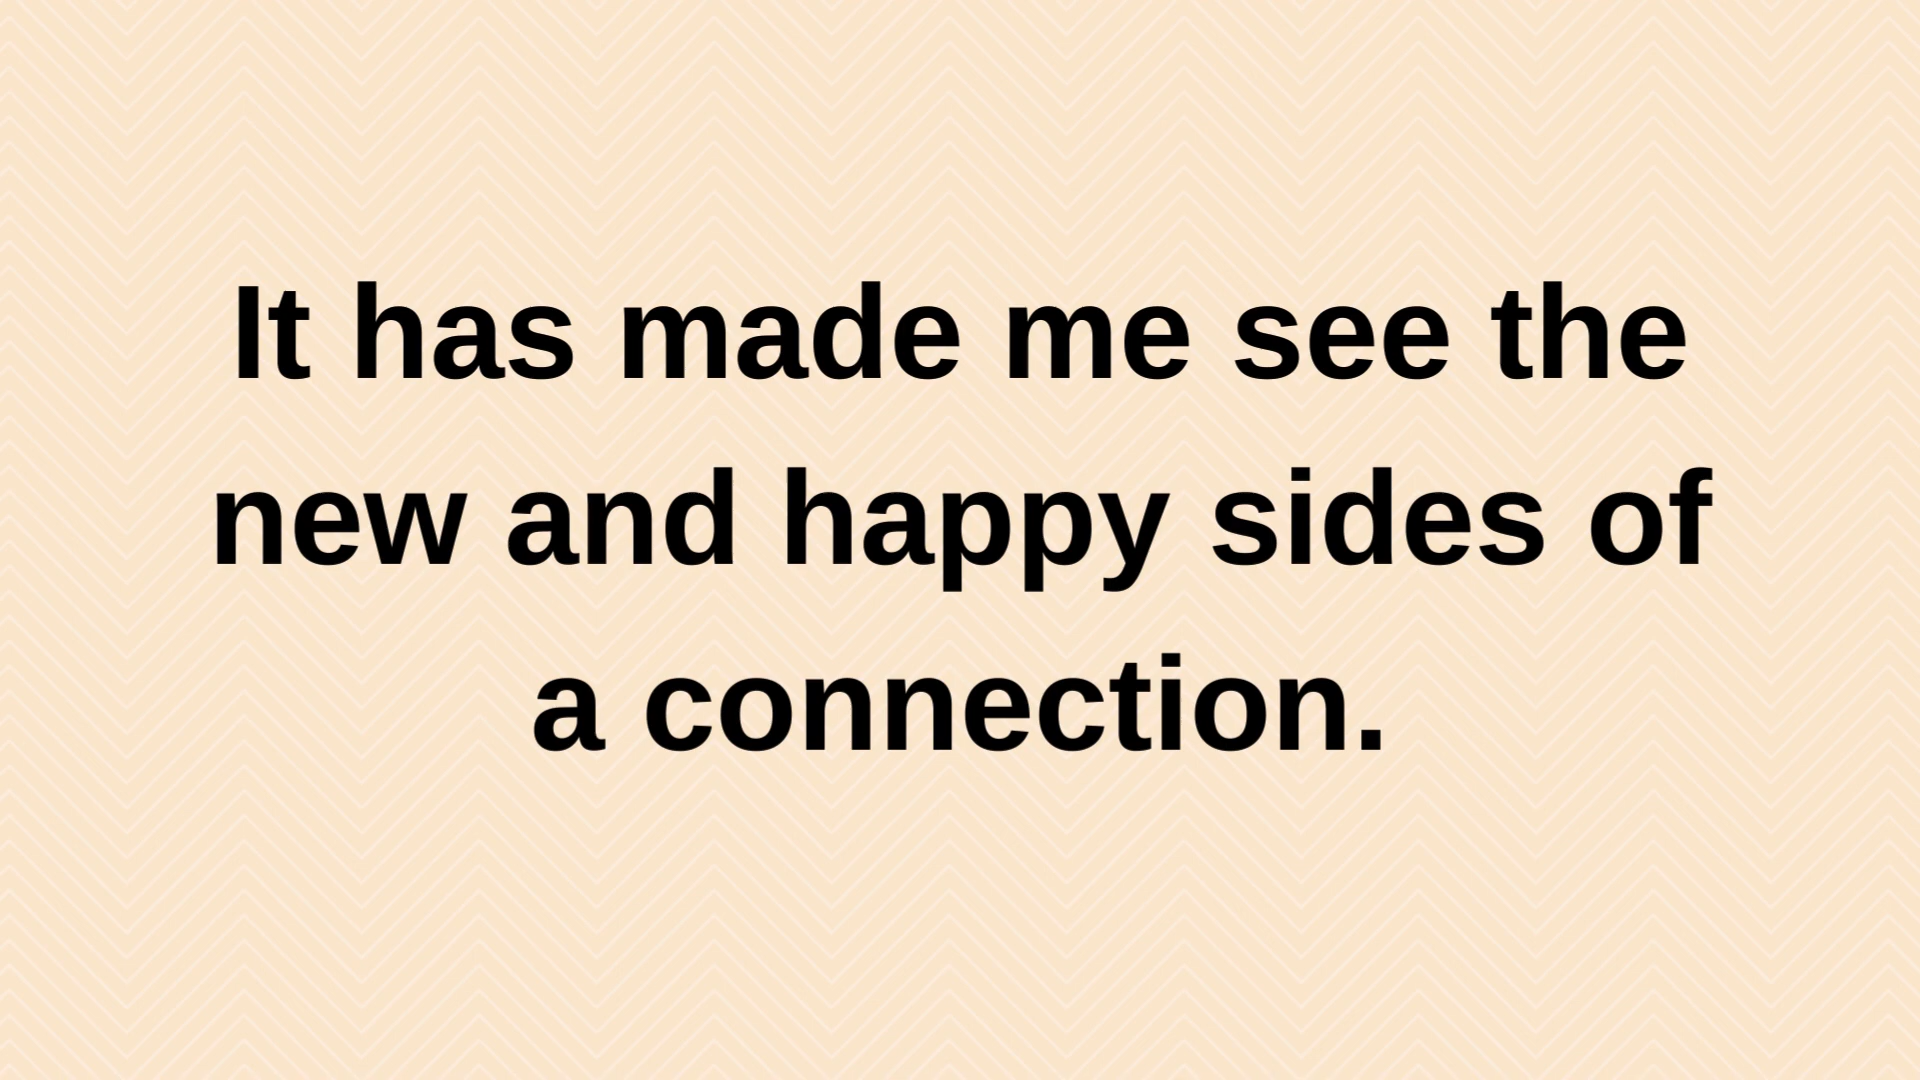 It has made me see the
new and happy sides of
a connection.